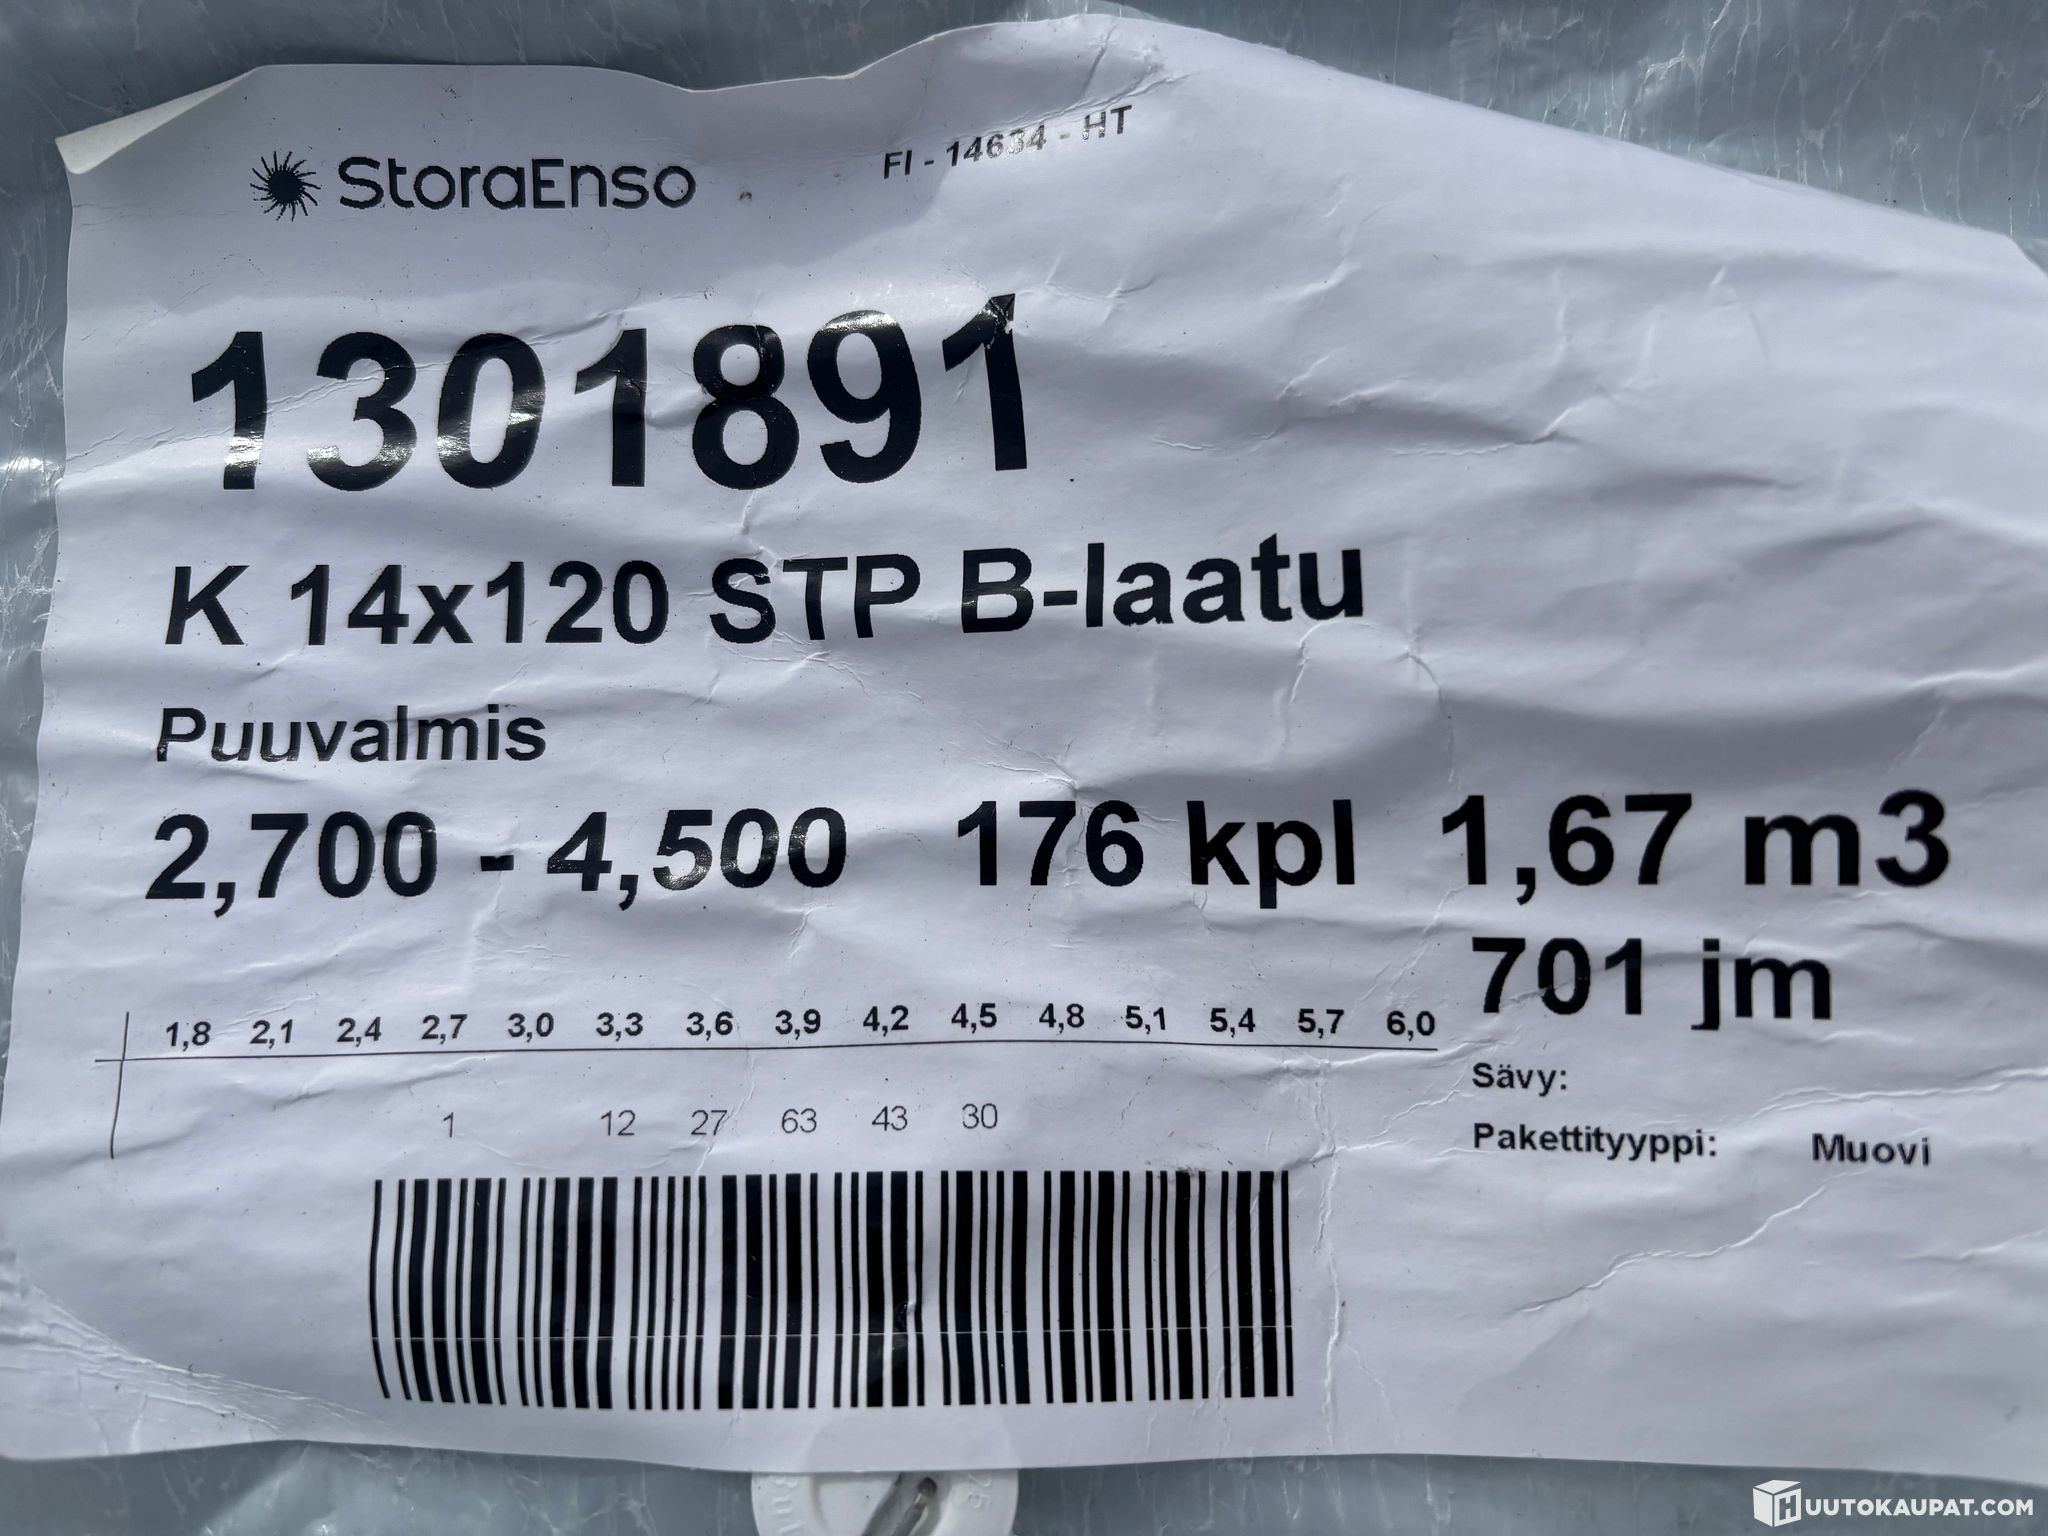 StoraEnso
FI - 14634 - HT
1301891
K 14x120 STP B-laatu
Puuvalmis
2,700 - 4,500 176 kpl 1,67 m3
701 jm
1,8 2,1 2,4 2,7 3,0 3,3 3,6 3,9 4,2 4,5 4,8 5,1 5,4 5,7 6,0
1 12 27 63 43 30
Sävy:
Pakettityyppi: Muovi
HUUTOKAUPAT.COM